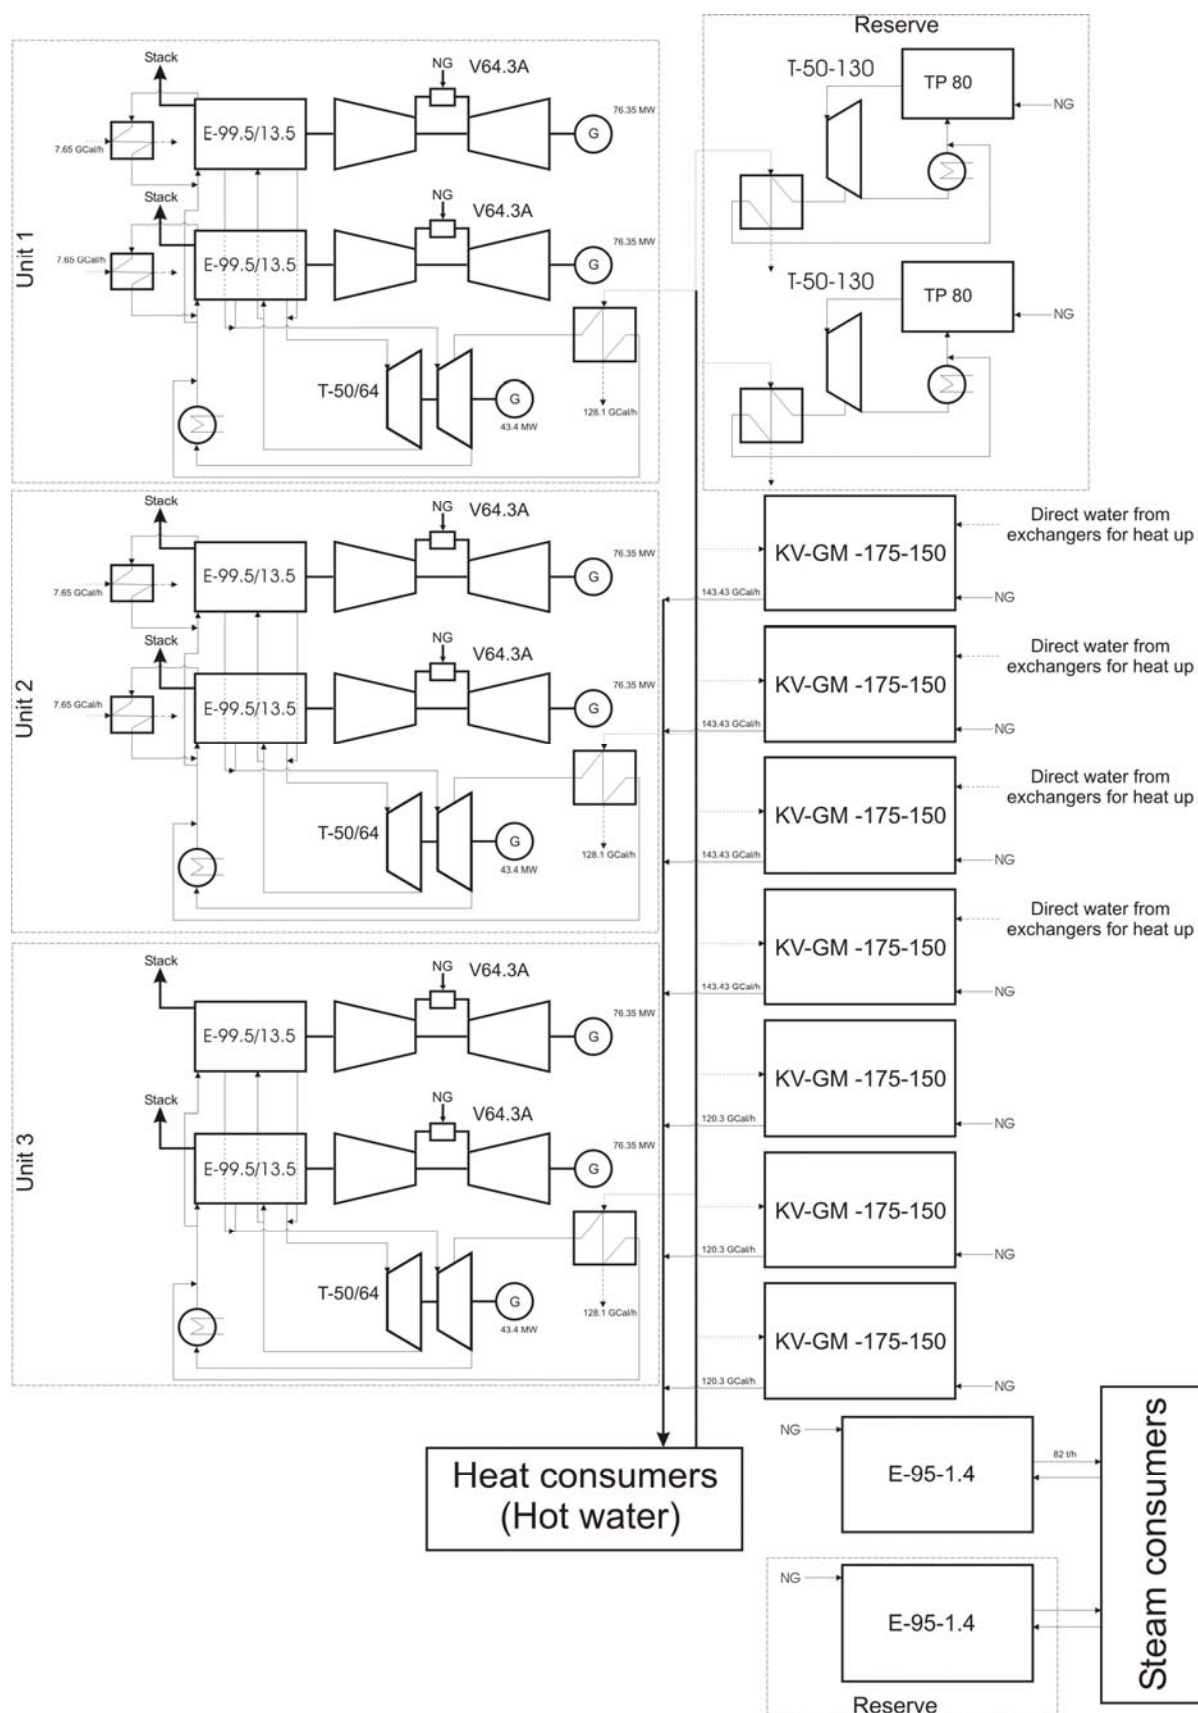 Unit 1
Stack
NG
V64.3A
76.35 MW
E-99.5/13.5
G
7.65 GCal/h
Stack
NG
V64.3A
76.35 MW
E-99.5/13.5
G
7.65 GCal/h
T-50/64
G
43.4 MW
128.1 GCal/h
Unit 2
Stack
NG
V64.3A
76.35 MW
E-99.5/13.5
G
7.65 GCal/h
Stack
NG
V64.3A
76.35 MW
E-99.5/13.5
G
7.65 GCal/h
T-50/64
G
43.4 MW
128.1 GCal/h
Unit 3
Stack
NG
V64.3A
76.35 MW
E-99.5/13.5
G
Stack
NG
V64.3A
76.35 MW
E-99.5/13.5
G
T-50/64
G
43.4 MW
128.1 GCal/h
Reserve
T-50-130
TP 80
NG
T-50-130
TP 80
NG
KV-GM -175-150
Direct water from
exchangers for heat up
143.43 GCal/h
NG
KV-GM -175-150
Direct water from
exchangers for heat up
143.43 GCal/h
NG
KV-GM -175-150
Direct water from
exchangers for heat up
143.43 GCal/h
NG
KV-GM -175-150
Direct water from
exchangers for heat up
143.43 GCal/h
NG
KV-GM -175-150
120.3 GCal/h
NG
KV-GM -175-150
120.3 GCal/h
NG
KV-GM -175-150
120.3 GCal/h
NG
Heat consumers
(Hot water)
NG
E-95-1.4
82 t/h
NG
E-95-1.4
Reserve
Steam consumers